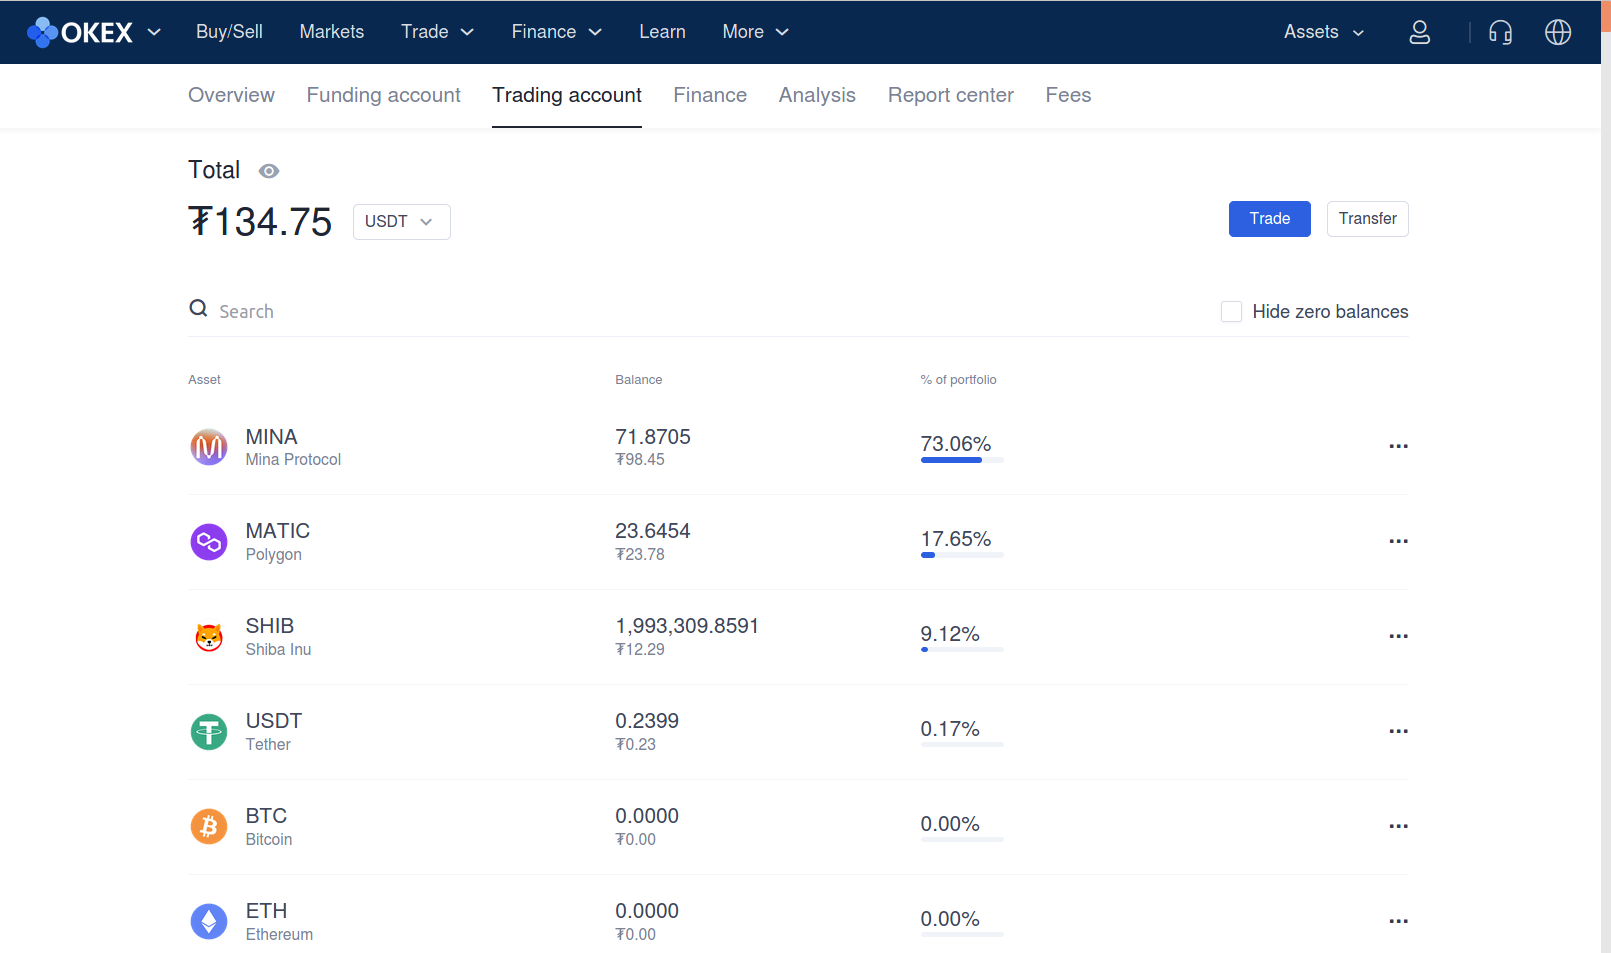 OKEX Buy/Sell Markets Trade Finance Learn More Assets
Overview Funding account Trading account Finance Analysis Report center Fees
Total
₮134.75 USDT Trade Transfer
Search Hide zero balances
Asset Balance % of portfolio
MINA 71.8705 73.06% ...
Mina Protocol ₮98.45
MATIC 23.6454 17.65% ...
Polygon ₮23.78
SHIB 1,993,309.8591 9.12% ...
Shiba Inu ₮12.29
USDT 0.2399 0.17% ...
Tether ₮0.23
BTC 0.0000 0.00% ...
Bitcoin ₮0.00
ETH 0.0000 0.00% ...
Ethereum ₮0.00